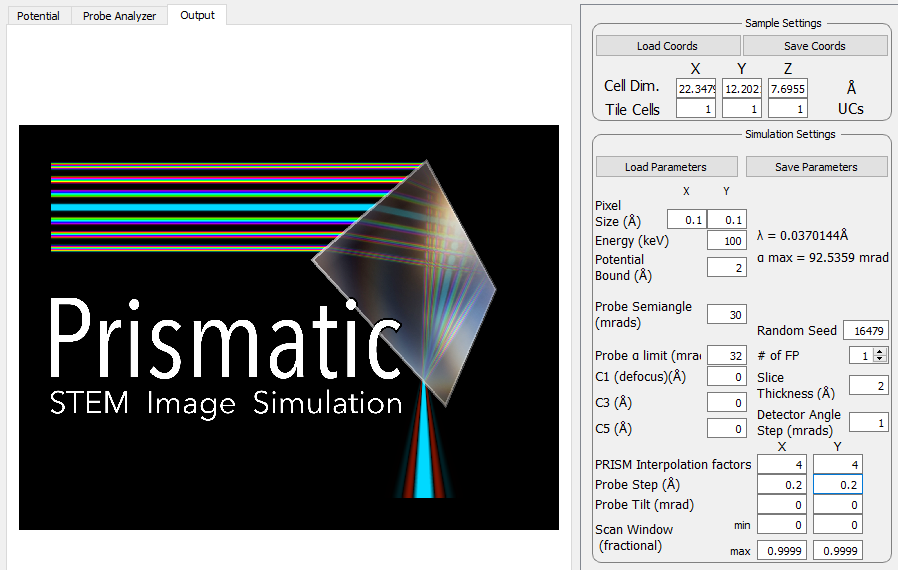 Potential Probe Analyzer Output
Prismatic
STEM Image Simulation
Sample Settings
Load Coords Save Coords
X Y Z
Cell Dim. 22.3479 12.202 7.6955 Å
Tile Cells 1 1 1 UCs
Simulation Settings
Load Parameters Save Parameters
X Y
Pixel
Size (Å) 0.1 0.1
Energy (keV) 100 λ = 0.0370144Å
Potential
Bound (Å) 2 α max = 92.5359 mrad
Probe Semiangle
(mrads) 30
Random Seed 16479
Probe α limit (mra 32 # of FP 1
C1 (defocus)(Å) 0 Slice
Thickness (Å) 2
C3 (Å) 0
Detector Angle
Step (mrads) 1
C5 (Å) 0
X Y
PRISM Interpolation factors 4 4
Probe Step (Å) 0.2 0.2
Probe Tilt (mrad) 0 0
Scan Window
(fractional)
min 0 0
max 0.9999 0.9999